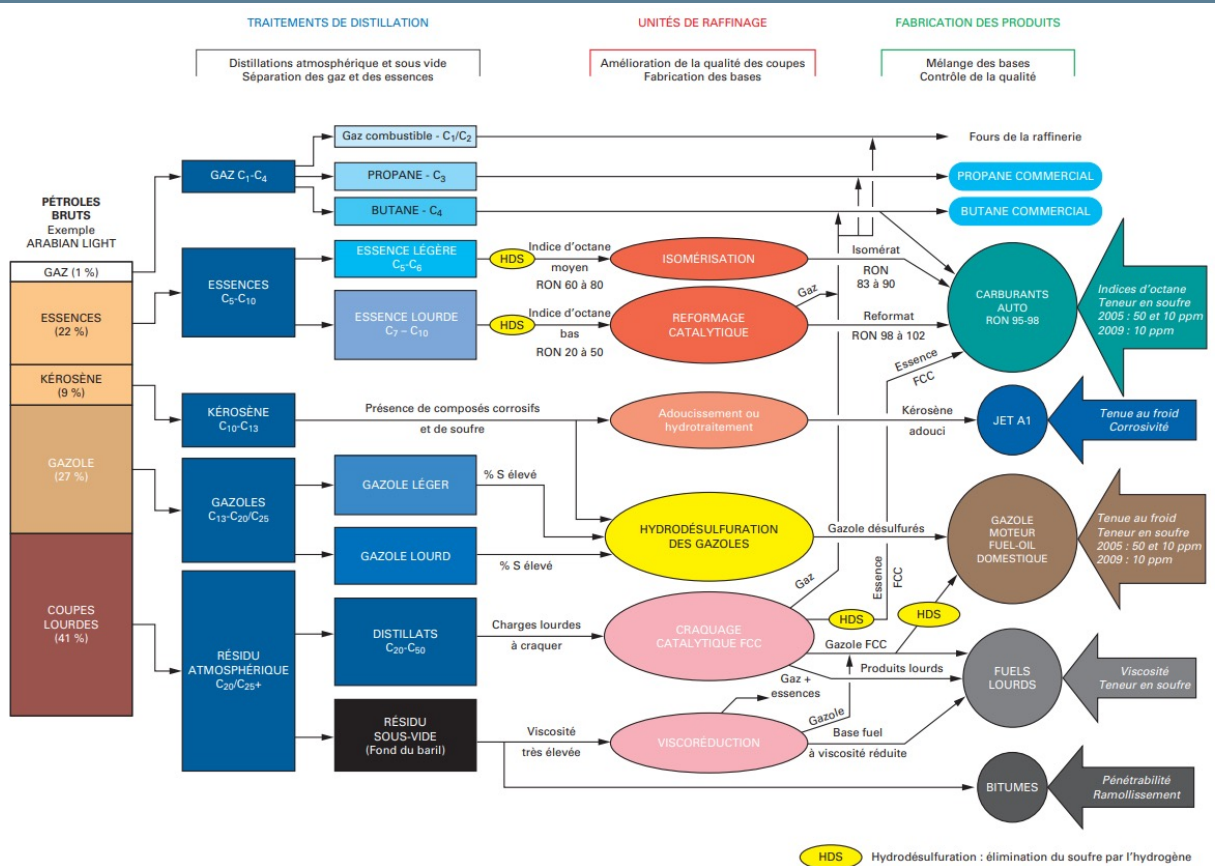 TRAITEMENTS DE DISTILLATION
UNITÉS DE RAFFINAGE
FABRICATION DES PRODUITS
Distillations atmosphérique et sous vide
Séparation des gaz et des essences
Amélioration de la qualité des coupes
Fabrication des bases
Mélange des bases
Contrôle de la qualité
PÉTROLES
BRUTS
Exemple
ARABIAN LIGHT
GAZ (1 %)
ESSENCES
(22 %)
KÉROSÈNE
(9 %)
GAZOLE
(27 %)
COUPES
LOURDES
(41 %)
GAZ C1-C4
ESSENCES
C5-C10
KÉROSÈNE
C10-C13
GAZOLES
C13-C20/C25
RÉSIDU
ATMOSPHÉRIQUE
C20/C25+
Gaz combustible - C1/C2
PROPANE - C3
BUTANE - C4
ESSENCE LÉGÈRE
C5-C6
ESSENCE LOURDE
C7 – C10
GAZOLE LÉGER
GAZOLE LOURD
DISTILLATS
C20-C50
RÉSIDU
SOUS-VIDE
(Fond du baril)
HDS
Indice d'octane
moyen
RON 60 à 80
HDS
Indice d'octane
bas
RON 20 à 50
Présence de composés corrosifs
et de soufre
% S élevé
% S élevé
Charges lourdes
à craquer
Viscosité
très élevée
ISOMÉRISATION
REFORMAGE
CATALYTIQUE
Adoucissement ou
hydrotraitement
HYDRODÉSULFURATION
DES GAZOLES
CRAQUAGE
CATALYTIQUE FCC
VISCORÉDUCTION
Isomérat
RON
83 à 90
Gaz
Reformat
RON 98 à 102
Essence
FCC
Kérosène
adouci
Gazole désulfurés
Gaz
Essence
FCC
HDS
HDS
Gazole FCC
Produits lourds
Gaz +
essences
Gazole
Base fuel
à viscosité réduite
Fours de la raffinerie
PROPANE COMMERCIAL
BUTANE COMMERCIAL
CARBURANTS
AUTO
RON 95-98
JET A1
GAZOLE
MOTEUR
FUEL-OIL
DOMESTIQUE
FUELS
LOURDS
BITUMES
Indices d'octane
Teneur en soufre
2005 : 50 et 10 ppm
2009 : 10 ppm
Tenue au froid
Corrosivité
Tenue au froid
Teneur en soufre
2005 : 50 et 10 ppm
2009 : 10 ppm
Viscosité
Teneur en soufre
Pénétrabilité
Ramollissement
HDS
Hydrodésulfuration : élimination du soufre par l'hydrogène